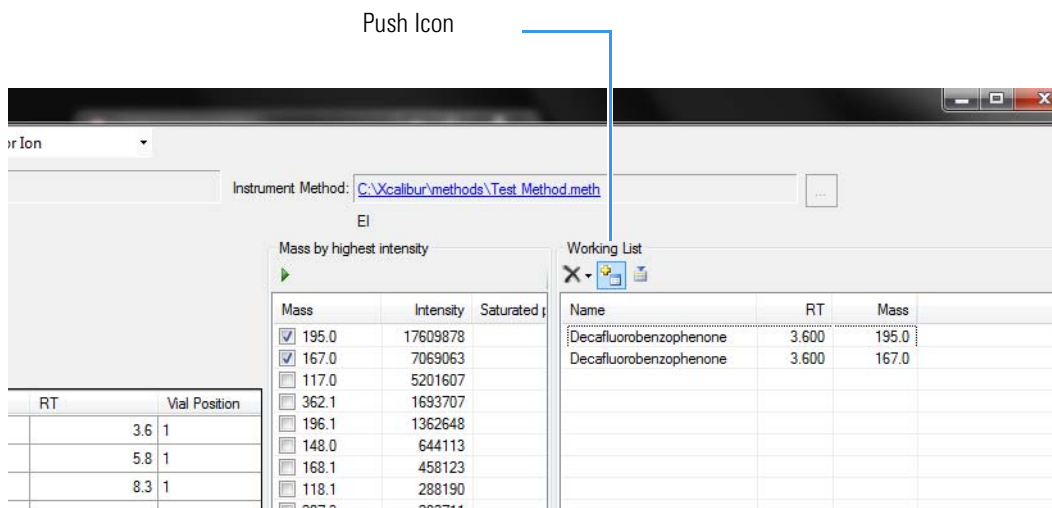 Push Icon
or Ion
Instrument Method: C:\Xcalibur\methods\Test Method.meth
...
EI
Mass by highest intensity
Working List
Mass Intensity Saturated
Name RT Mass
195.0 17609878
Decafluorobenzophenone 3.600 195.0
167.0 7069063
Decafluorobenzophenone 3.600 167.0
117.0 5201607
RT Vial Position
362.1 1693707
3.6 1
196.1 1362648
148.0 644113
5.8 1
168.1 458123
8.3 1
118.1 288190